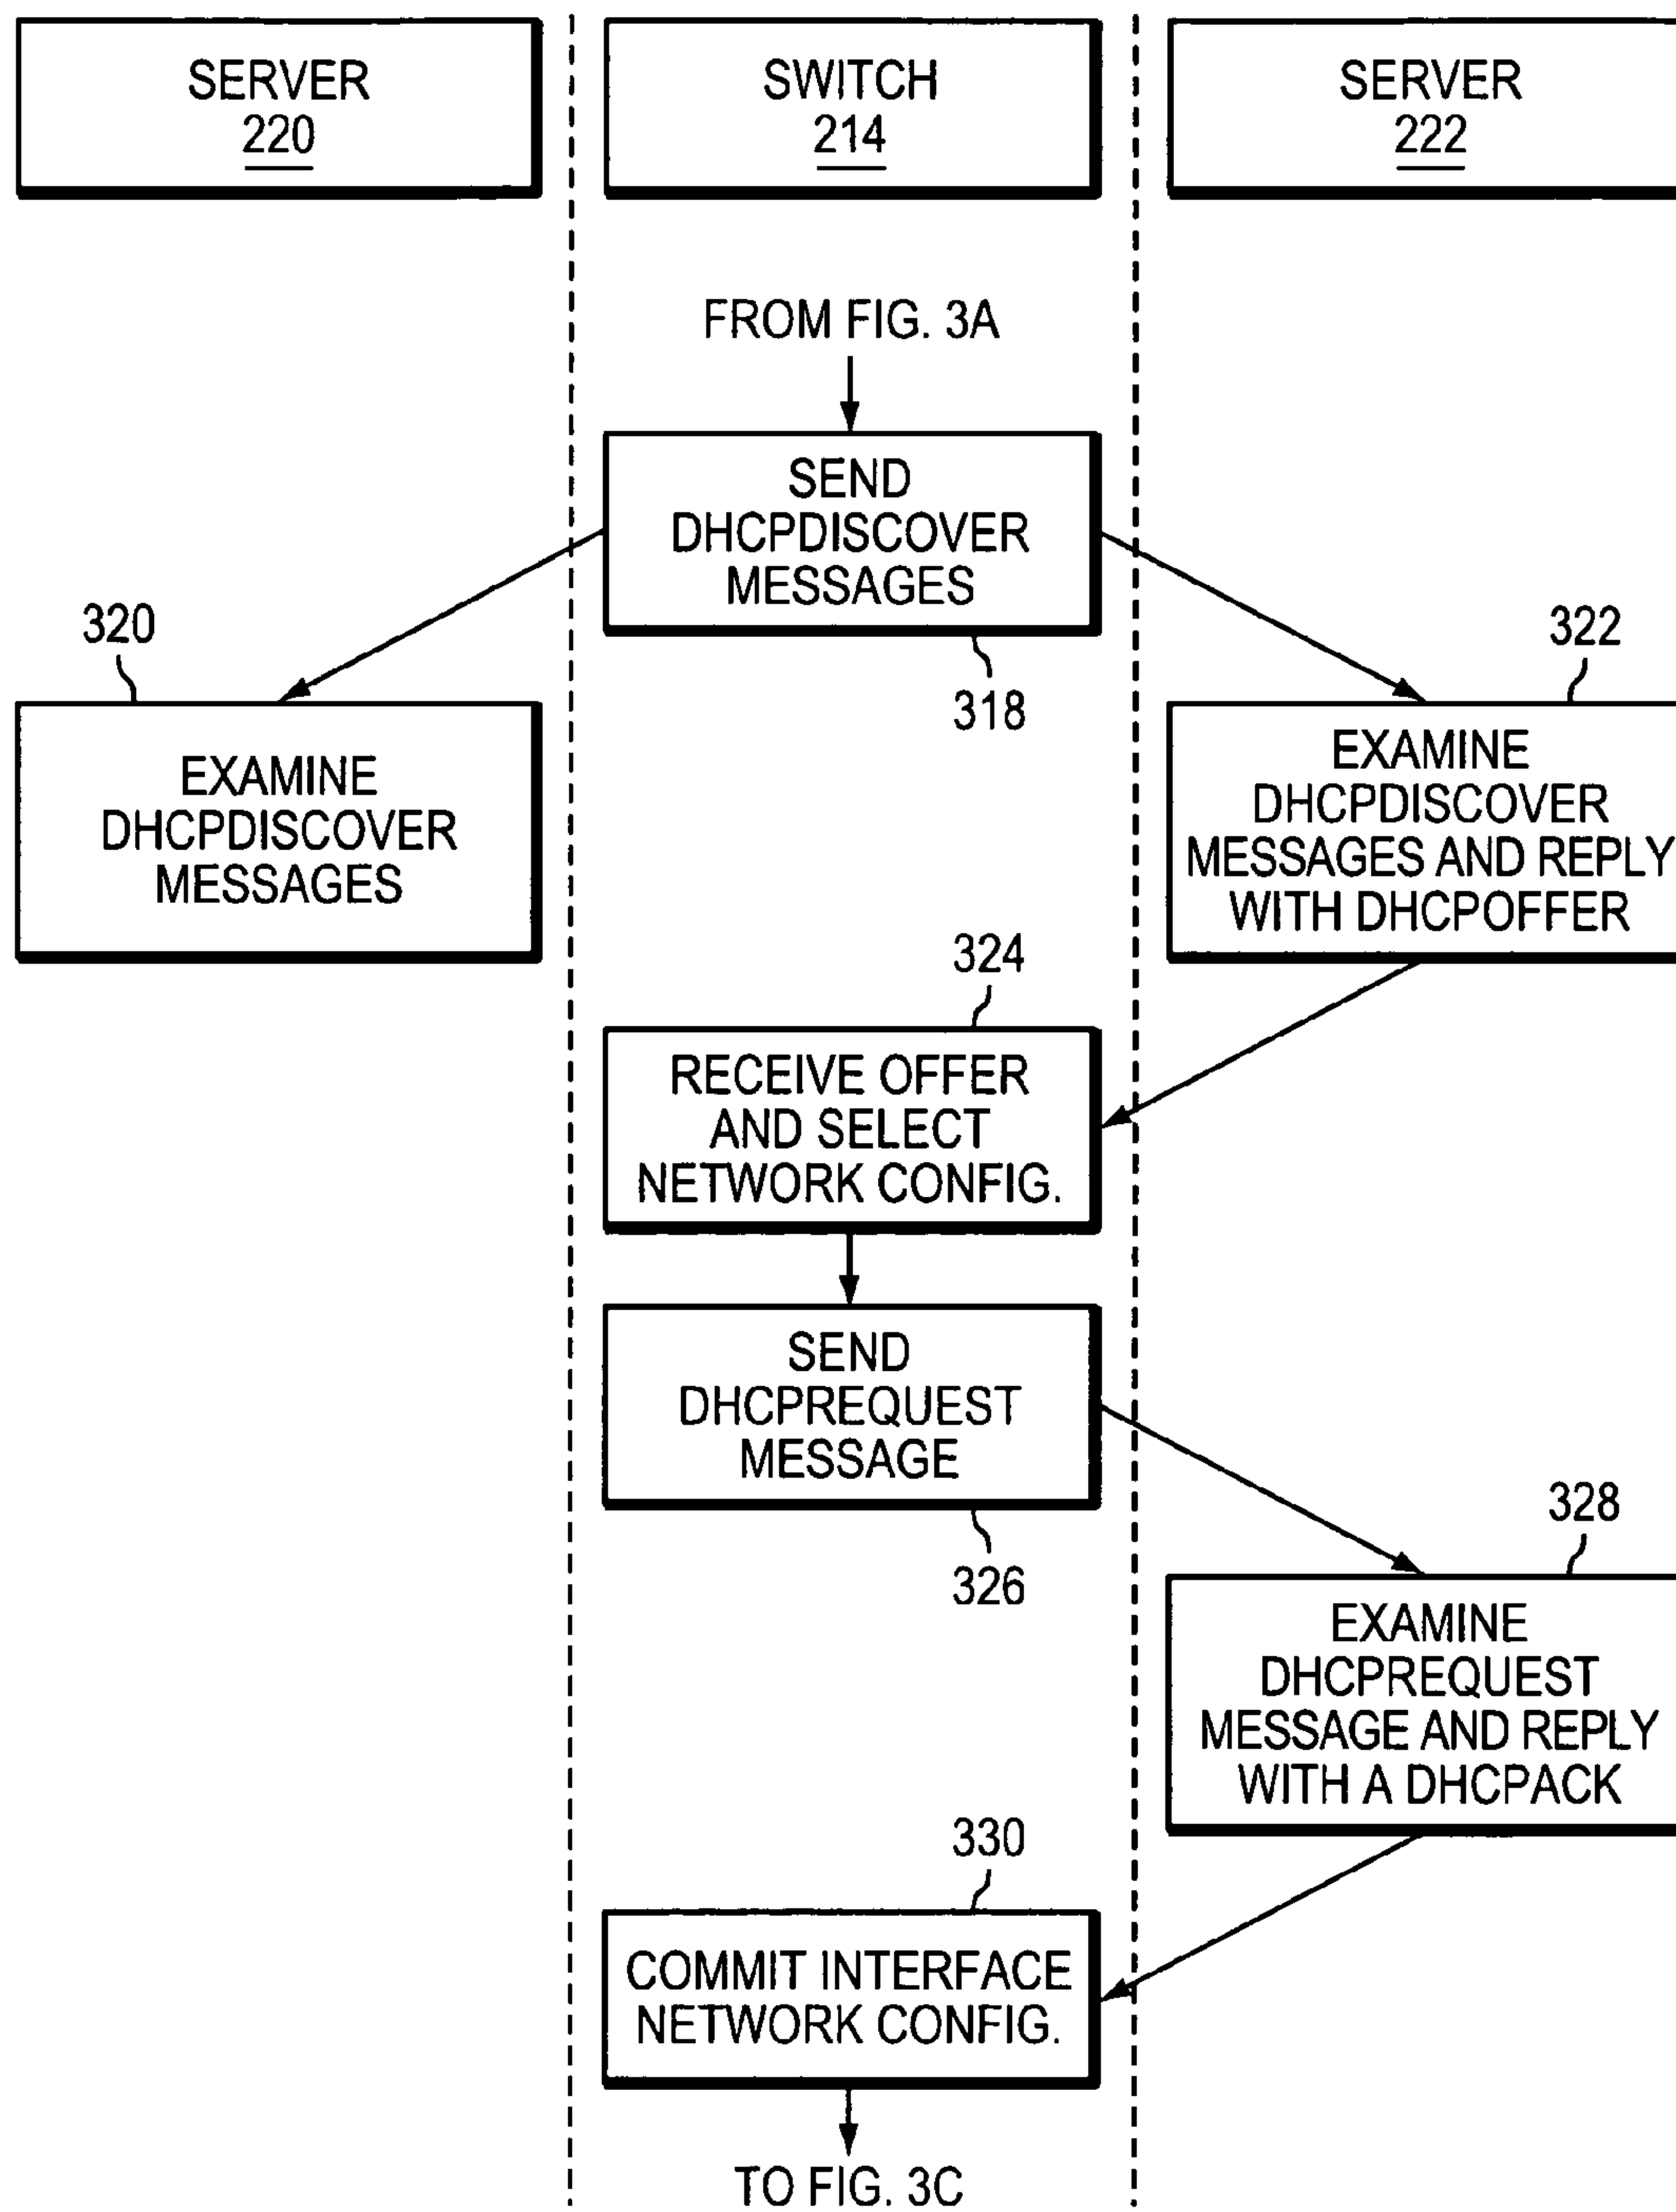 SERVER
220
SWITCH
214
SERVER
222
FROM FIG. 3A
SEND
DHCPDISCOVER
MESSAGES
318
320
EXAMINE
DHCPDISCOVER
MESSAGES
322
EXAMINE
DHCPDISCOVER
MESSAGES AND REPLY
WITH DHCPOFFER
324
RECEIVE OFFER
AND SELECT
NETWORK CONFIG.
SEND
DHCPREQUEST
MESSAGE
326
328
EXAMINE
DHCPREQUEST
MESSAGE AND REPLY
WITH A DHCPACK
330
COMMIT INTERFACE
NETWORK CONFIG.
TO FIG. 3C